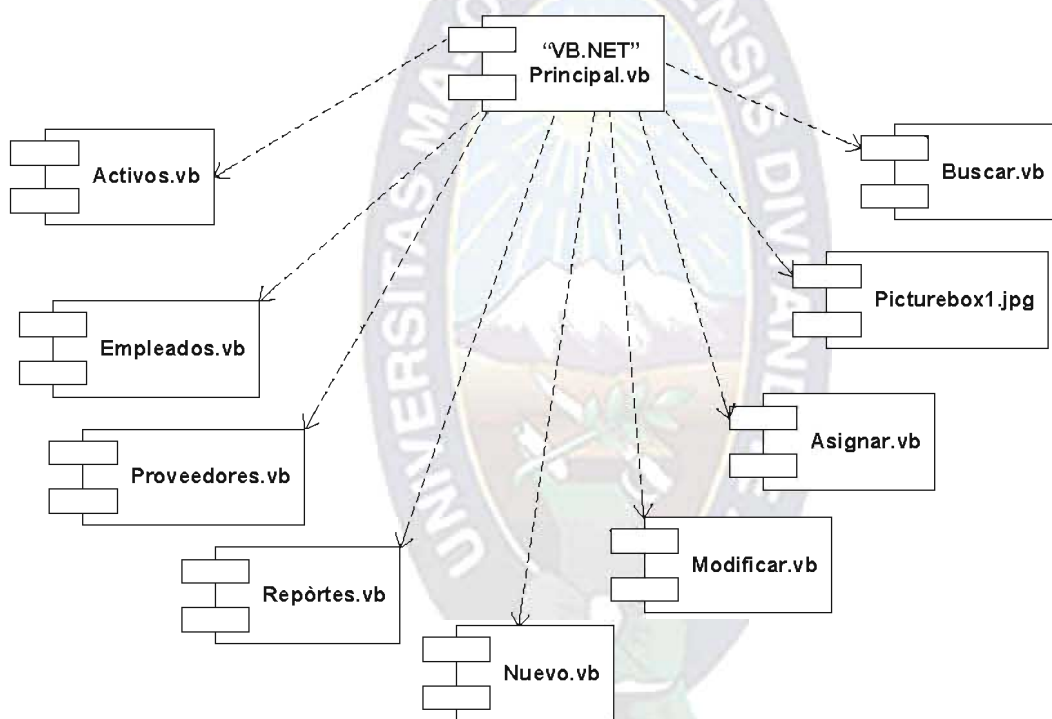 “VB.NET”
Principal.vb
Activos.vb
Buscar.vb
Empleados.vb
Picturebox1.jpg
Proveedores.vb
Asignar.vb
Repòrtes.vb
Modificar.vb
Nuevo.vb
UNIVERSITAS